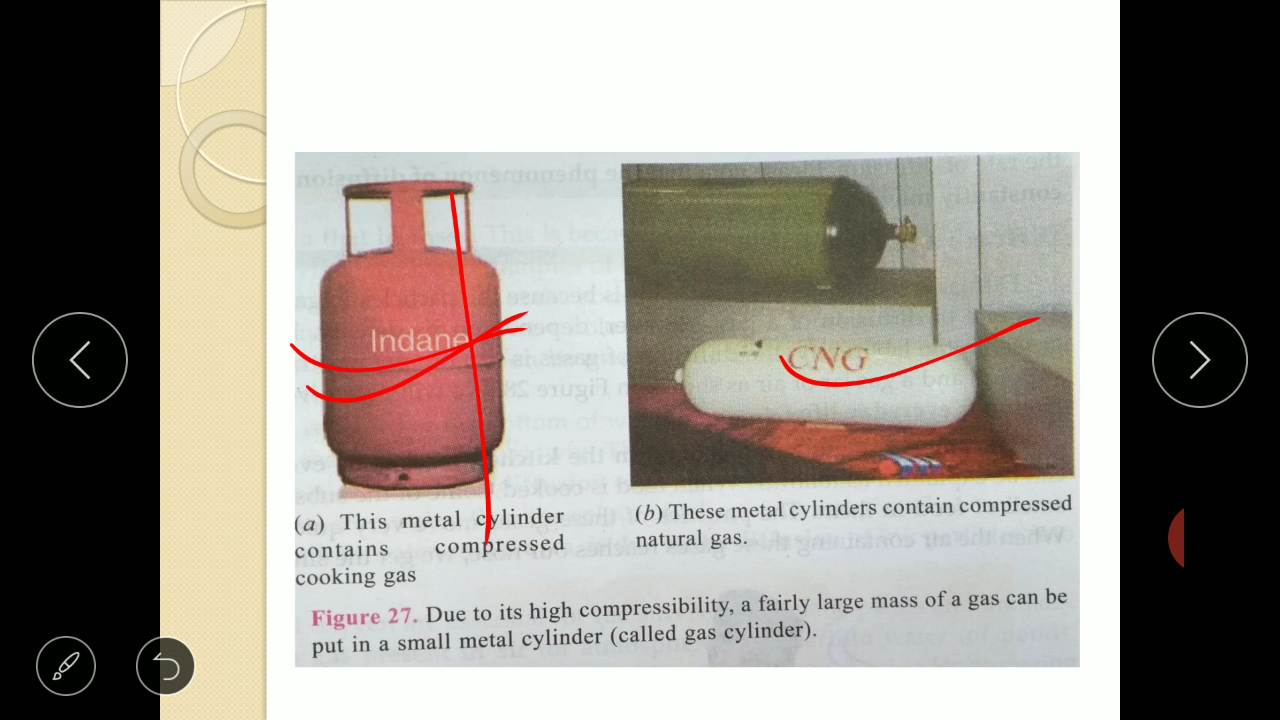 Indane
CNG
(a) This metal cylinder
contains compressed
cooking gas
(b) These metal cylinders contain compressed
natural gas.
Figure 27. Due to its high compressibility, a fairly large mass of a gas can be
put in a small metal cylinder (called gas cylinder).